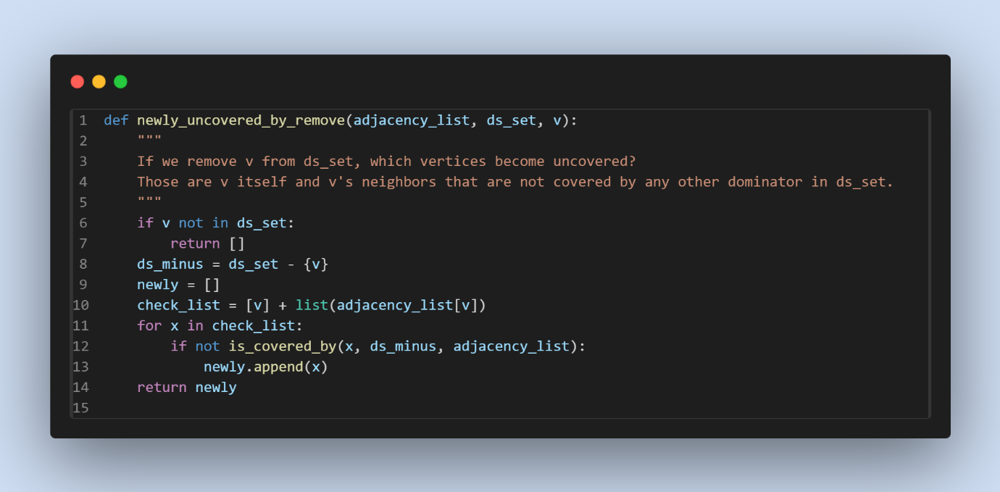 1 def newly_uncovered_by_remove(adjacency_list, ds_set, v):
2     """
3     If we remove v from ds_set, which vertices become uncovered?
4     Those are v itself and v's neighbors that are not covered by any other dominator in ds_set.
5     """
6     if v not in ds_set:
7         return []
8     ds_minus = ds_set - {v}
9     newly = []
10     check_list = [v] + list(adjacency_list[v])
11     for x in check_list:
12         if not is_covered_by(x, ds_minus, adjacency_list):
13             newly.append(x)
14     return newly
15